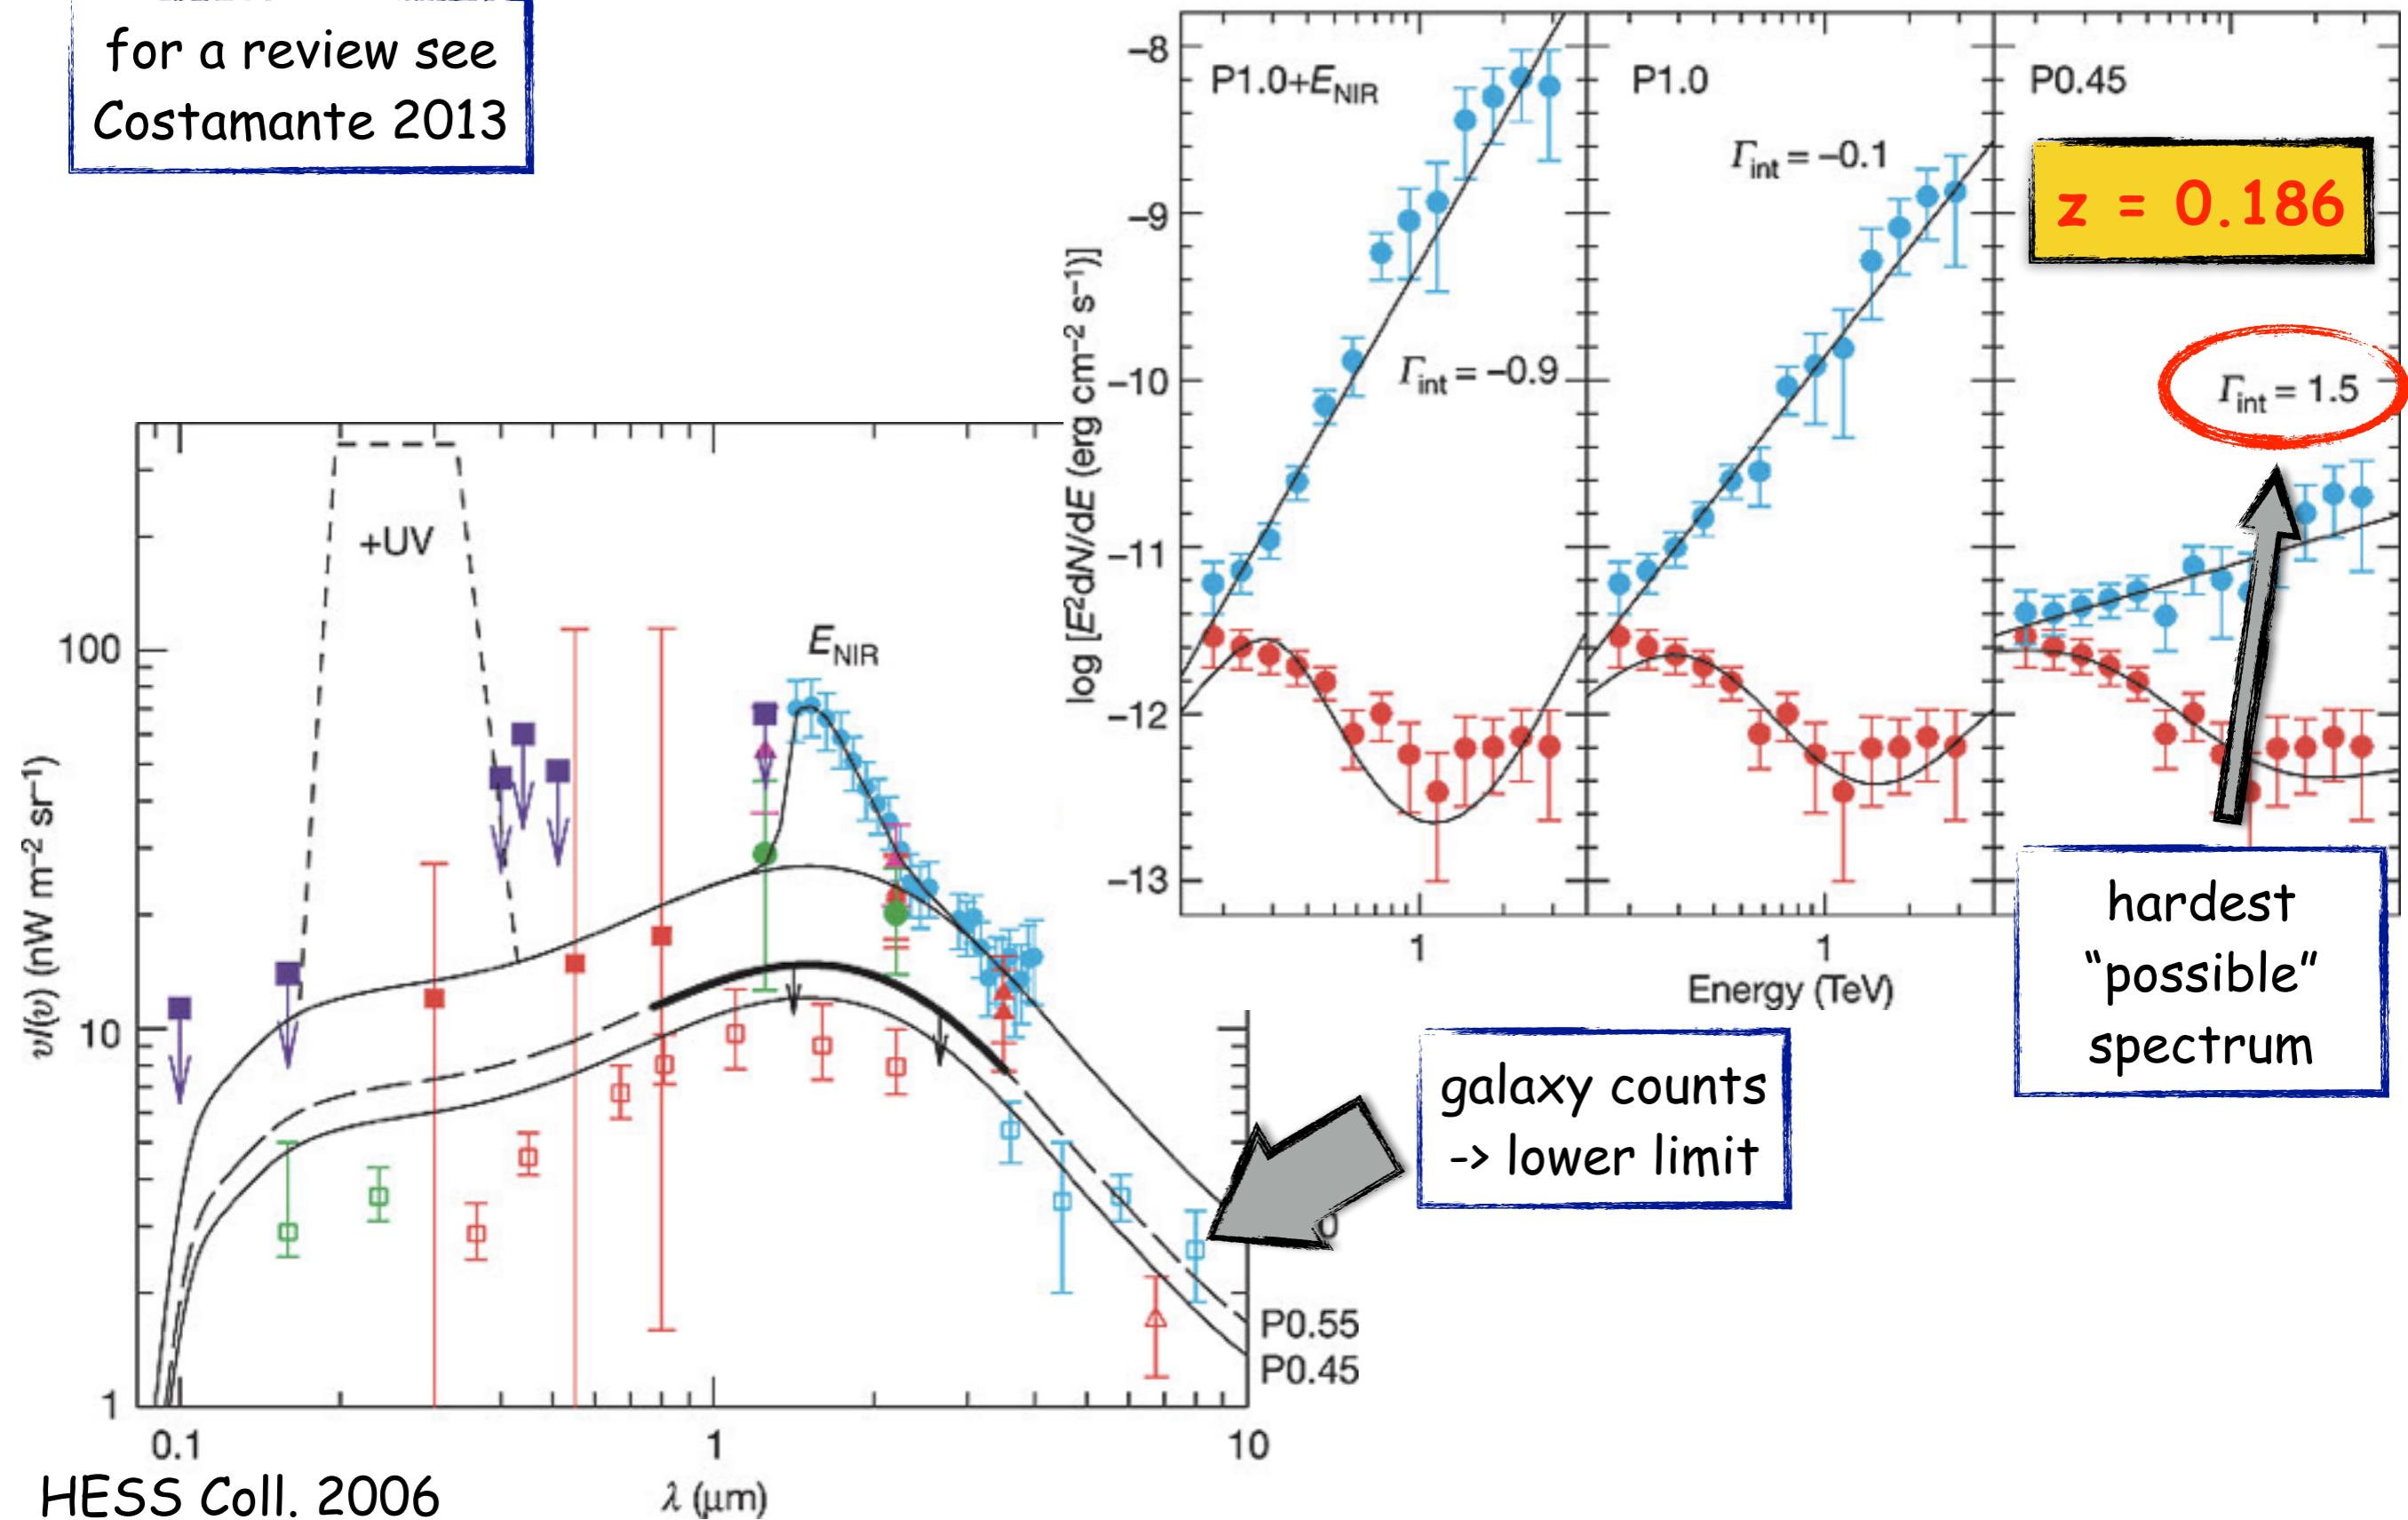 for a review see
Costamante 2013
P1.0+E_NIR
P1.0
P0.45
Γ_int = −0.9
Γ_int = −0.1
z = 0.186
Γ_int = 1.5
log [E²dN/dE (erg cm⁻² s⁻¹)]
−8
−9
−10
−11
−12
−13
1
1
Energy (TeV)
hardest
“possible”
spectrum
+UV
E_NIR
νI(ν) (nW m⁻² sr⁻¹)
100
10
1
galaxy counts
-> lower limit
P0.55
P0.45
0.1
1
10
λ (μm)
HESS Coll. 2006